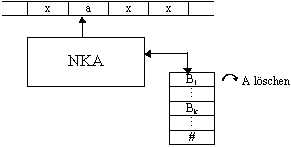 x a x x
NKA
B1
⋮
Bk
⋮
#
A löschen